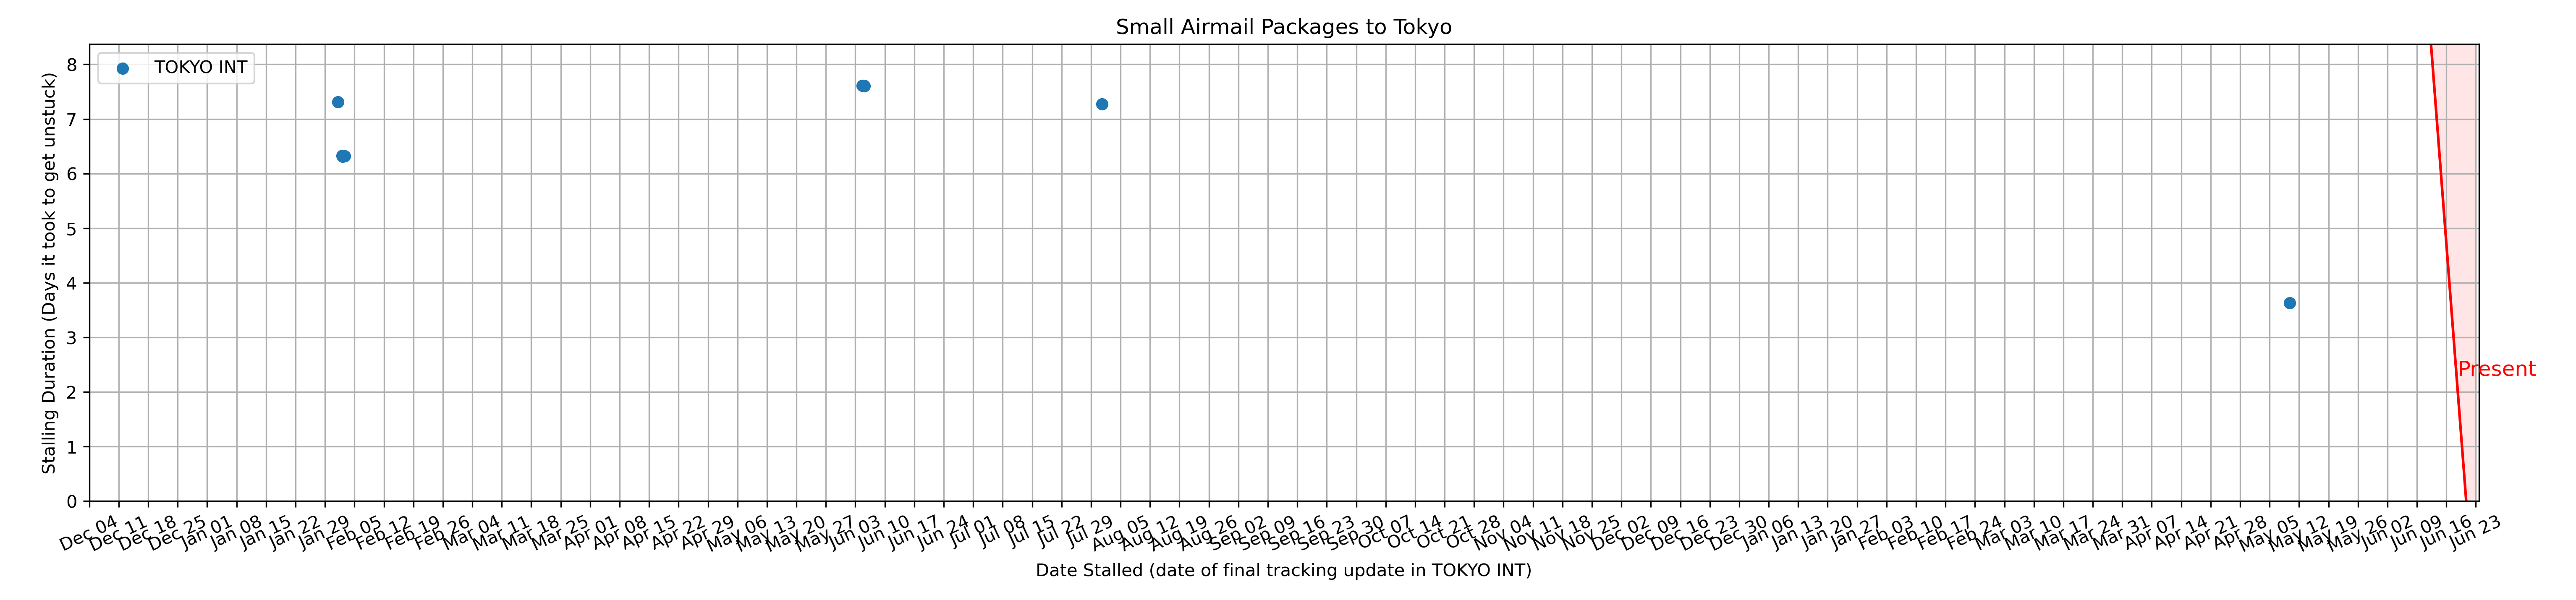 Small Airmail Packages to Tokyo
TOKYO INT
Stalling Duration (Days it took to get unstuck)
8
7
6
5
4
3
2
1
0
Present
Dec 04
Dec 11
Dec 18
Dec 25
Jan 01
Jan 08
Jan 15
Jan 22
Jan 29
Feb 05
Feb 12
Feb 19
Feb 26
Mar 04
Mar 11
Mar 18
Mar 25
Apr 01
Apr 08
Apr 15
Apr 22
Apr 29
May 06
May 13
May 20
May 27
Jun 03
Jun 10
Jun 17
Jun 24
Jul 01
Jul 08
Jul 15
Jul 22
Jul 29
Aug 05
Aug 12
Aug 19
Aug 26
Sep 02
Sep 09
Sep 16
Sep 23
Sep 30
Oct 07
Oct 14
Oct 21
Oct 28
Nov 04
Nov 11
Nov 18
Nov 25
Dec 02
Dec 09
Dec 16
Dec 23
Dec 30
Jan 06
Jan 13
Jan 20
Jan 27
Feb 03
Feb 10
Feb 17
Feb 24
Mar 03
Mar 10
Mar 17
Mar 24
Mar 31
Apr 07
Apr 14
Apr 21
Apr 28
May 05
May 12
May 19
May 26
Jun 02
Jun 09
Jun 16
Jun 23
Date Stalled (date of final tracking update in TOKYO INT)